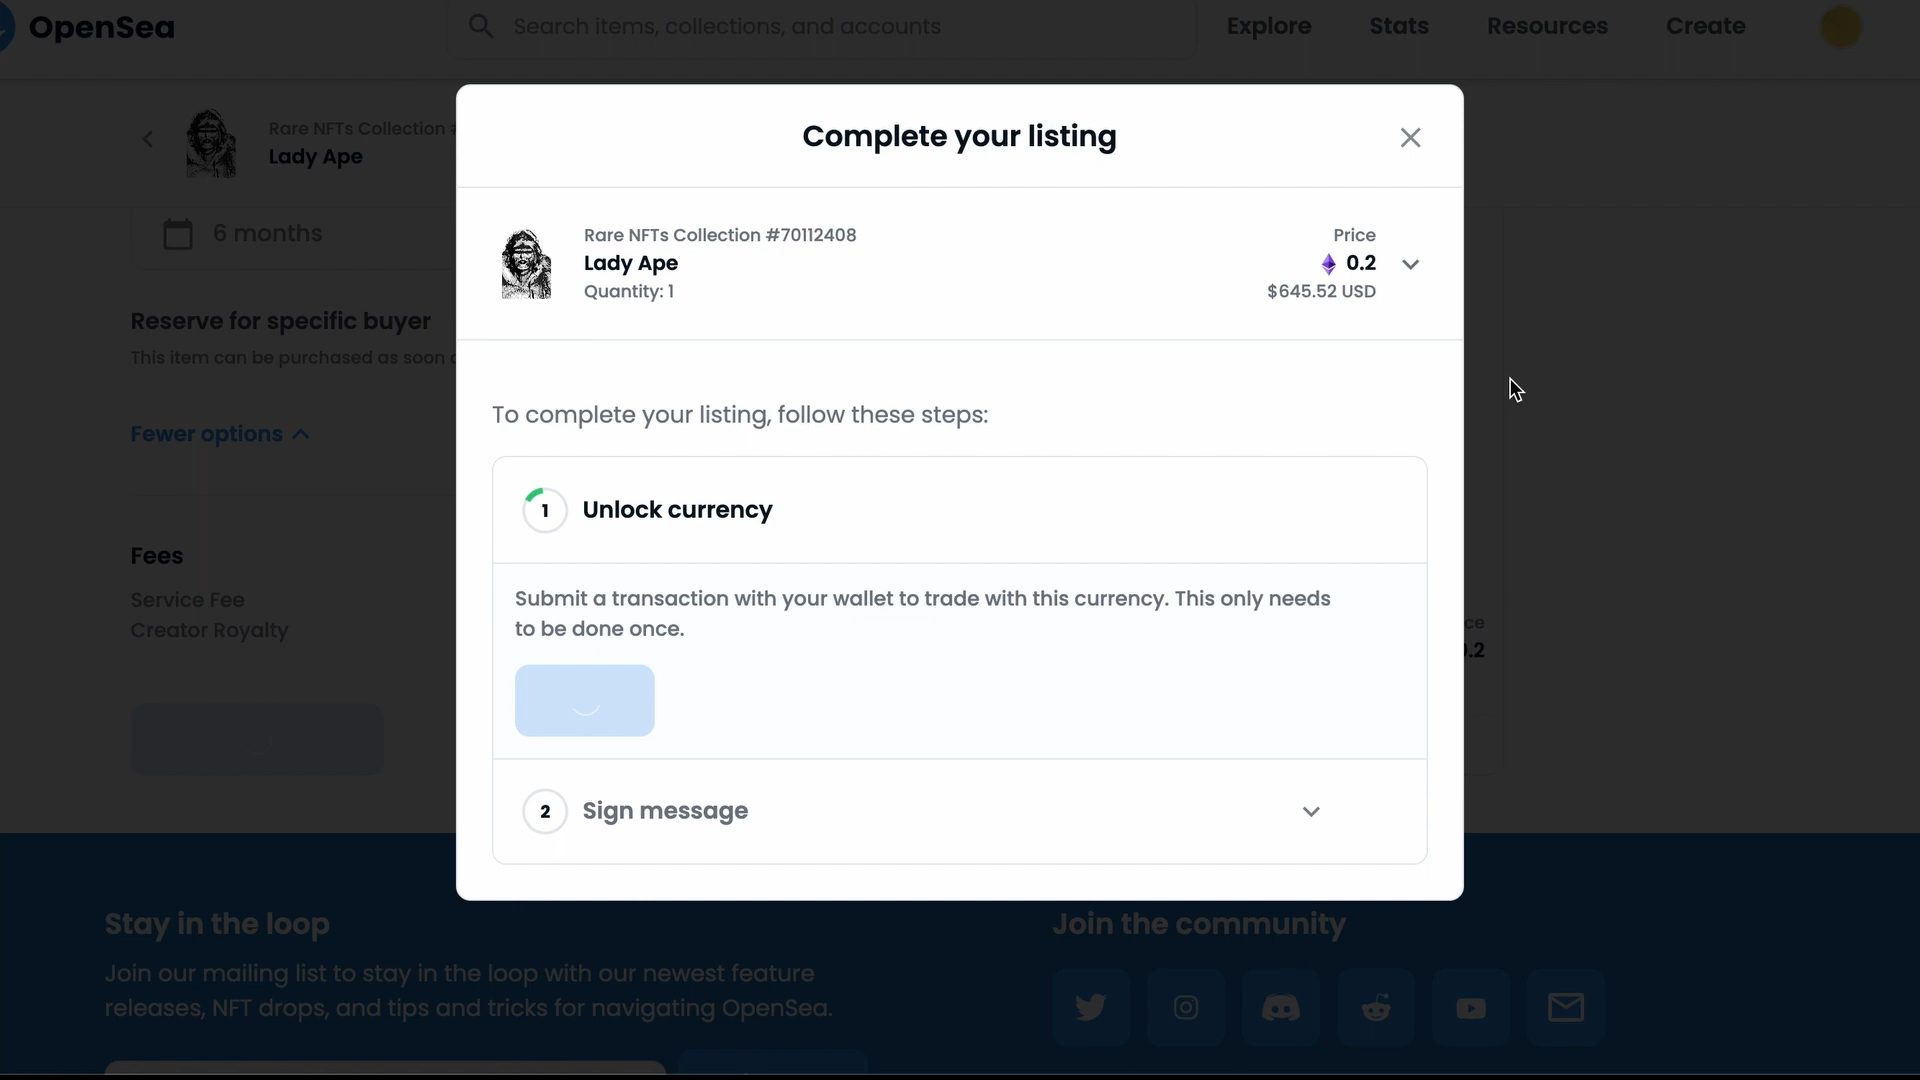 OpenSea
Search items, collections, and accounts
Explore
Stats
Resources
Create
Rare NFTs Collection #
Lady Ape
6 months
Reserve for specific buyer
This item can be purchased as soon
Fewer options
Fees
Service Fee
Creator Royalty
Complete your listing
Rare NFTs Collection #70112408
Lady Ape
Quantity: 1
Price
0.2
$645.52 USD
To complete your listing, follow these steps:
1
Unlock currency
Submit a transaction with your wallet to trade with this currency. This only needs
to be done once.
2
Sign message
Stay in the loop
Join our mailing list to stay in the loop with our newest feature
releases, NFT drops, and tips and tricks for navigating OpenSea.
Join the community